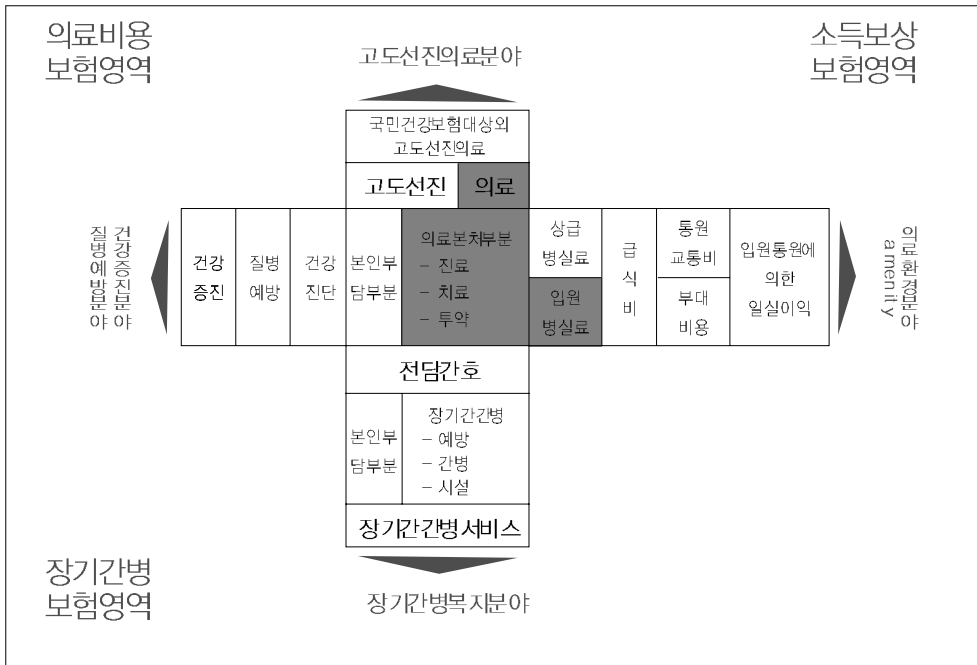 의료비용
보험영역
소득보상
보험영역
고도선진의료분야
국민건강보험대상외
고도선진의료
고도선진
의료
건강증진분야
질병예방분야
건강
증진
질병
예방
건강
진단
본인부
담부분
의료본처부분
– 진료
– 치료
– 투약
상급
병실료
입원
병실료
급
식
비
통원
교통비
부대
비용
입원통원에
의한
일실이익
의료환경분야
amenity
전담간호
본인부
담부분
장기간간병
– 예방
– 간병
– 시설
장기간간병서비스
장기간병
보험영역
장기간병복지분야